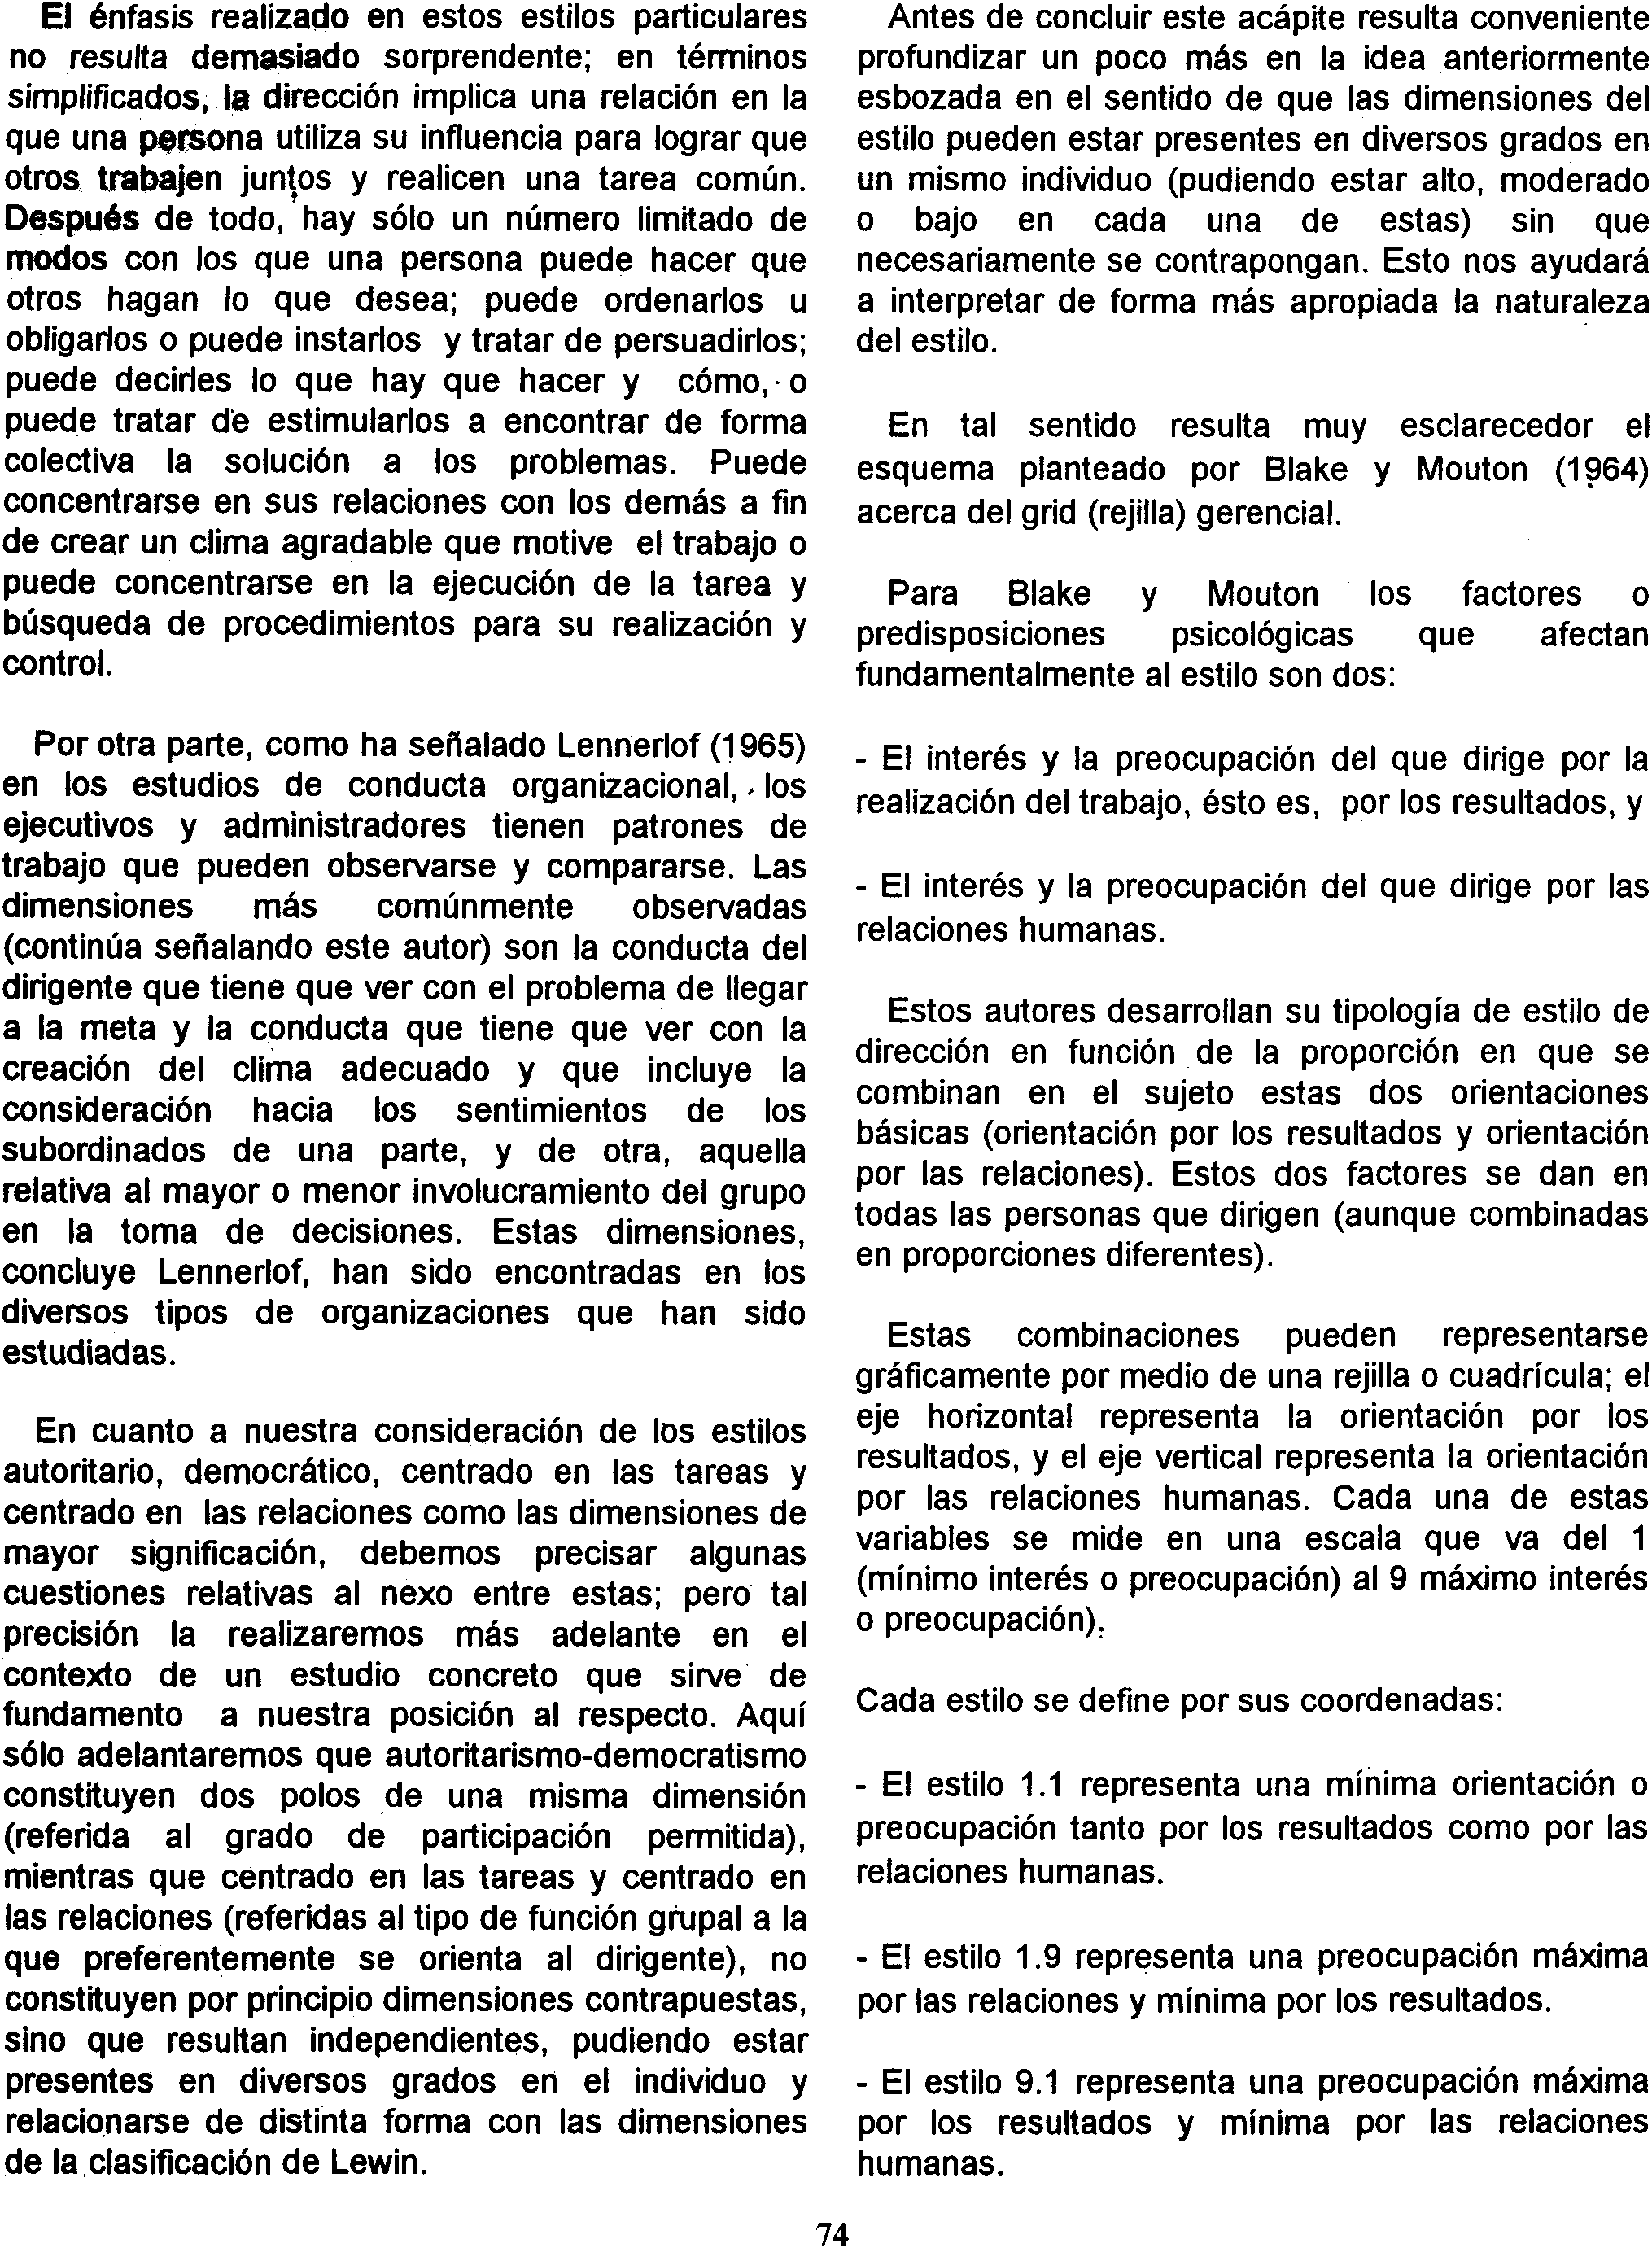 El énfasis realizado en estos estilos particulares
no resulta demasiado sorprendente; en términos
simplificados, la dirección implica una relación en la
que una persona utiliza su influencia para lograr que
otros trabajen juntos y realicen una tarea común.
Después de todo, hay sólo un número limitado de
modos con los que una persona puede hacer que
otros hagan lo que desea; puede ordenarlos u
obligarlos o puede instarlos y tratar de persuadirlos;
puede decirles lo que hay que hacer y cómo, o
puede tratar de estimularlos a encontrar de forma
colectiva la solución a los problemas. Puede
concentrarse en sus relaciones con los demás a fin
de crear un clima agradable que motive el trabajo o
puede concentrarse en la ejecución de la tarea y
búsqueda de procedimientos para su realización y
control.
Por otra parte, como ha señalado Lennerlof (1965)
en los estudios de conducta organizacional, los
ejecutivos y administradores tienen patrones de
trabajo que pueden observarse y compararse. Las
dimensiones más comúnmente observadas
(continúa señalando este autor) son la conducta del
dirigente que tiene que ver con el problema de llegar
a la meta y la conducta que tiene que ver con la
creación del clima adecuado y que incluye la
consideración hacia los sentimientos de los
subordinados de una parte, y de otra, aquella
relativa al mayor o menor involucramiento del grupo
en la toma de decisiones. Estas dimensiones,
concluye Lennerlof, han sido encontradas en los
diversos tipos de organizaciones que han sido
estudiadas.
En cuanto a nuestra consideración de los estilos
autoritario, democrático, centrado en las tareas y
centrado en las relaciones como las dimensiones de
mayor significación, debemos precisar algunas
cuestiones relativas al nexo entre estas; pero tal
precisión la realizaremos más adelante en el
contexto de un estudio concreto que sirve de
fundamento a nuestra posición al respecto. Aquí
sólo adelantaremos que autoritarismo-democratismo
constituyen dos polos de una misma dimensión
(referida al grado de participación permitida),
mientras que centrado en las tareas y centrado en
las relaciones (referidas al tipo de función grupal a la
que preferentemente se orienta al dirigente), no
constituyen por principio dimensiones contrapuestas,
sino que resultan independientes, pudiendo estar
presentes en diversos grados en el individuo y
relacionarse de distinta forma con las dimensiones
de la clasificación de Lewin.
Antes de concluir este acápite resulta conveniente
profundizar un poco más en la idea anteriormente
esbozada en el sentido de que las dimensiones del
estilo pueden estar presentes en diversos grados en
un mismo individuo (pudiendo estar alto, moderado
o bajo en cada una de estas) sin que
necesariamente se contrapongan. Esto nos ayudará
a interpretar de forma más apropiada la naturaleza
del estilo.
En tal sentido resulta muy esclarecedor el
esquema planteado por Blake y Mouton (1964)
acerca del grid (rejilla) gerencial.
Para Blake y Mouton los factores o
predisposiciones psicológicas que afectan
fundamentalmente al estilo son dos:
- El interés y la preocupación del que dirige por la
realización del trabajo, ésto es, por los resultados, y
- El interés y la preocupación del que dirige por las
relaciones humanas.
Estos autores desarrollan su tipología de estilo de
dirección en función de la proporción en que se
combinan en el sujeto estas dos orientaciones
básicas (orientación por los resultados y orientación
por las relaciones). Estos dos factores se dan en
todas las personas que dirigen (aunque combinadas
en proporciones diferentes).
Estas combinaciones pueden representarse
gráficamente por medio de una rejilla o cuadrícula; el
eje horizontal representa la orientación por los
resultados, y el eje vertical representa la orientación
por las relaciones humanas. Cada una de estas
variables se mide en una escala que va del 1
(mínimo interés o preocupación) al 9 máximo interés
o preocupación).
Cada estilo se define por sus coordenadas:
- El estilo 1.1 representa una mínima orientación o
preocupación tanto por los resultados como por las
relaciones humanas.
- El estilo 1.9 representa una preocupación máxima
por las relaciones y mínima por los resultados.
- El estilo 9.1 representa una preocupación máxima
por los resultados y mínima por las relaciones
humanas.
74